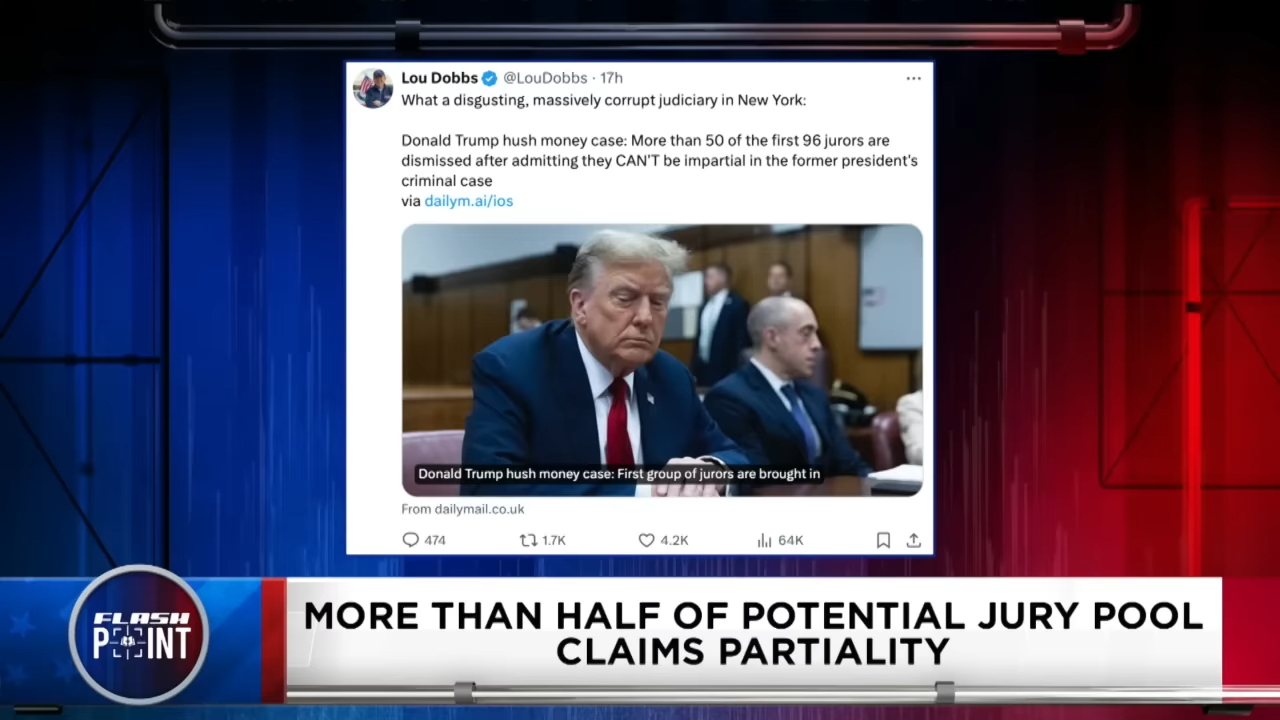 Lou Dobbs @LouDobbs · 17h
What a disgusting, massively corrupt judiciary in New York:
Donald Trump hush money case: More than 50 of the first 96 jurors are
dismissed after admitting they CAN'T be impartial in the former president's
criminal case
via dailym.ai/ios
Donald Trump hush money case: First group of jurors are brought in
From dailymail.co.uk
474 1.7K 4.2K 64K
FLASH
POINT
MORE THAN HALF OF POTENTIAL JURY POOL
CLAIMS PARTIALITY